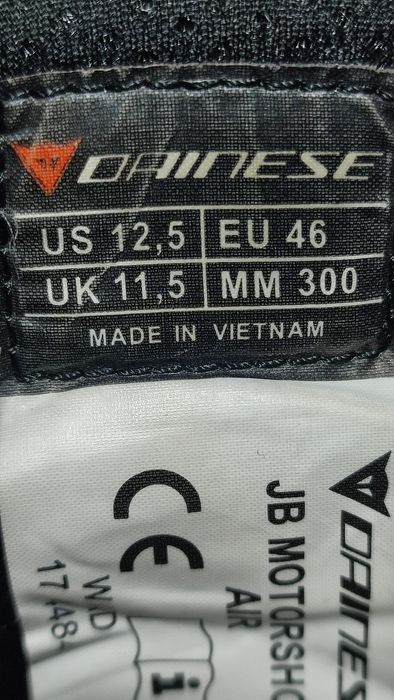 DAINESE
US 12,5 EU 46
UK 11,5 MM 300
MADE IN VIETNAM
DAINESE
JB MOTORSHO
AIR
CE
i
W/D